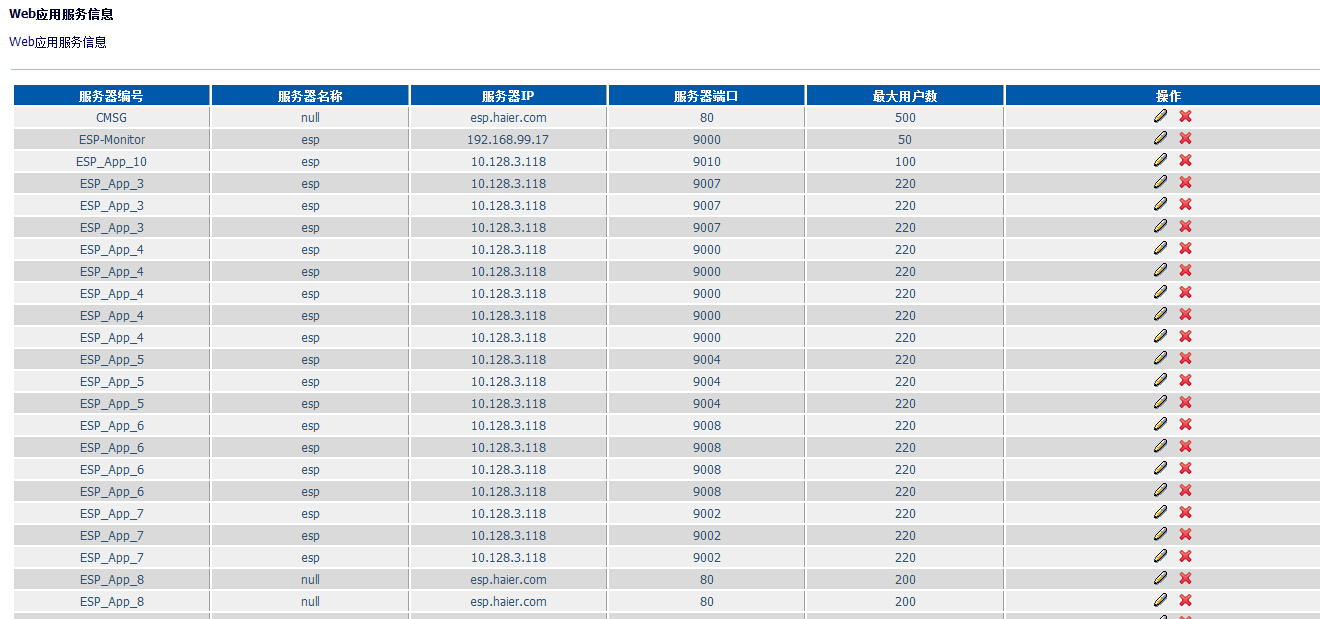 Web应用服务信息
Web应用服务信息
服务器编号 服务器名称 服务器IP 服务器端口 最大用户数 操作
CMSG null esp.haier.com 80 500
ESP-Monitor esp 192.168.99.17 9000 50
ESP_App_10 esp 10.128.3.118 9010 100
ESP_App_3 esp 10.128.3.118 9007 220
ESP_App_3 esp 10.128.3.118 9007 220
ESP_App_3 esp 10.128.3.118 9007 220
ESP_App_4 esp 10.128.3.118 9000 220
ESP_App_4 esp 10.128.3.118 9000 220
ESP_App_4 esp 10.128.3.118 9000 220
ESP_App_4 esp 10.128.3.118 9000 220
ESP_App_4 esp 10.128.3.118 9000 220
ESP_App_5 esp 10.128.3.118 9004 220
ESP_App_5 esp 10.128.3.118 9004 220
ESP_App_5 esp 10.128.3.118 9004 220
ESP_App_6 esp 10.128.3.118 9008 220
ESP_App_6 esp 10.128.3.118 9008 220
ESP_App_6 esp 10.128.3.118 9008 220
ESP_App_6 esp 10.128.3.118 9008 220
ESP_App_7 esp 10.128.3.118 9002 220
ESP_App_7 esp 10.128.3.118 9002 220
ESP_App_7 esp 10.128.3.118 9002 220
ESP_App_8 null esp.haier.com 80 200
ESP_App_8 null esp.haier.com 80 200